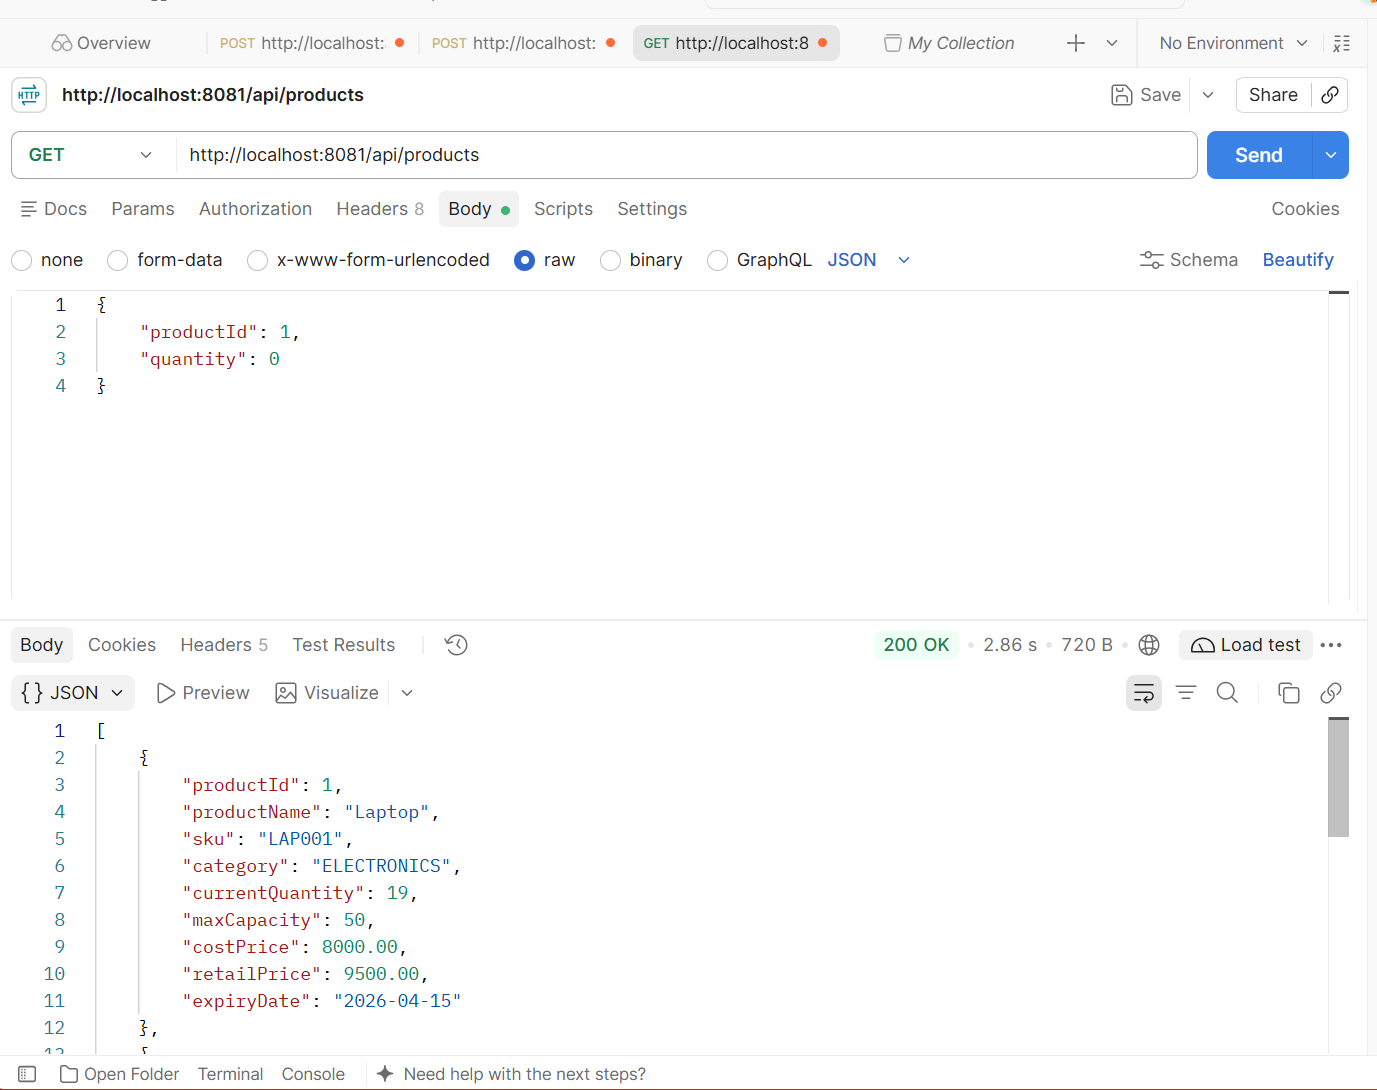 Overview
POST http://localhost:
POST http://localhost:
GET http://localhost:8
My Collection
No Environment
HTTP
http://localhost:8081/api/products
Save
Share
GET
http://localhost:8081/api/products
Send
Docs
Params
Authorization
Headers 8
Body
Scripts
Settings
Cookies
none
form-data
x-www-form-urlencoded
raw
binary
GraphQL
JSON
Schema
Beautify
1 {
2 "productId": 1,
3 "quantity": 0
4 }
Body
Cookies
Headers 5
Test Results
200 OK
2.86 s
720 B
Load test
{} JSON
Preview
Visualize
1 [
2 {
3 "productId": 1,
4 "productName": "Laptop",
5 "sku": "LAP001",
6 "category": "ELECTRONICS",
7 "currentQuantity": 19,
8 "maxCapacity": 50,
9 "costPrice": 8000.00,
10 "retailPrice": 9500.00,
11 "expiryDate": "2026-04-15"
12 },
Open Folder
Terminal
Console
Need help with the next steps?